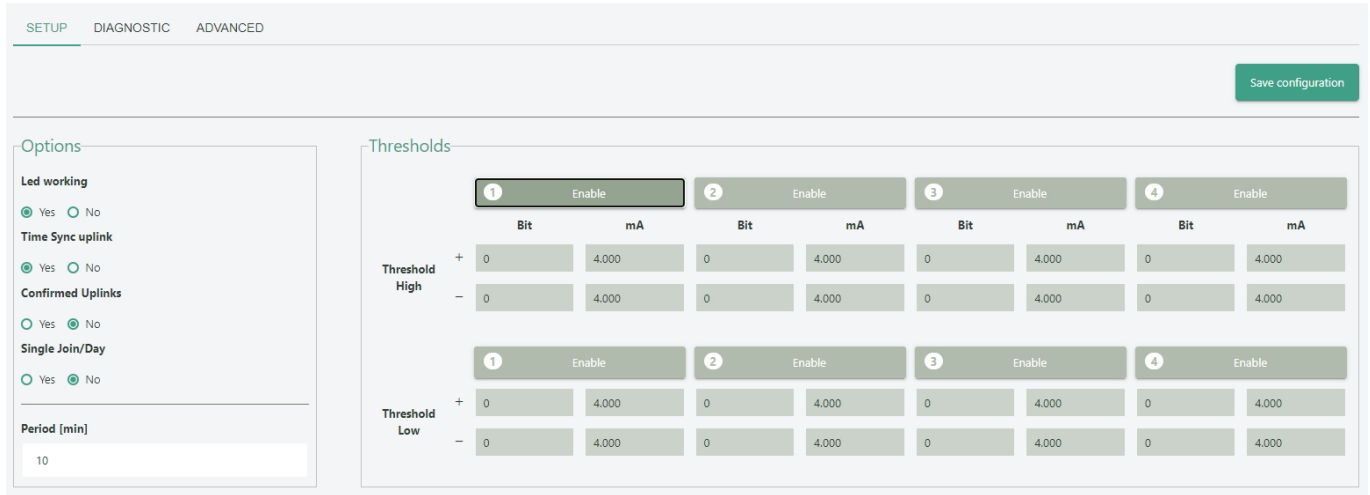 SETUP DIAGNOSTIC ADVANCED
Save configuration
Options
Led working
Yes No
Time Sync uplink
Yes No
Confirmed Uplinks
Yes No
Single Join/Day
Yes No
Period [min]
10
Thresholds
1 Enable 2 Enable 3 Enable 4 Enable
Bit mA Bit mA Bit mA Bit mA
Threshold High
+ 0 4.000 0 4.000 0 4.000 0 4.000
− 0 4.000 0 4.000 0 4.000 0 4.000
1 Enable 2 Enable 3 Enable 4 Enable
Threshold Low
+ 0 4.000 0 4.000 0 4.000 0 4.000
− 0 4.000 0 4.000 0 4.000 0 4.000